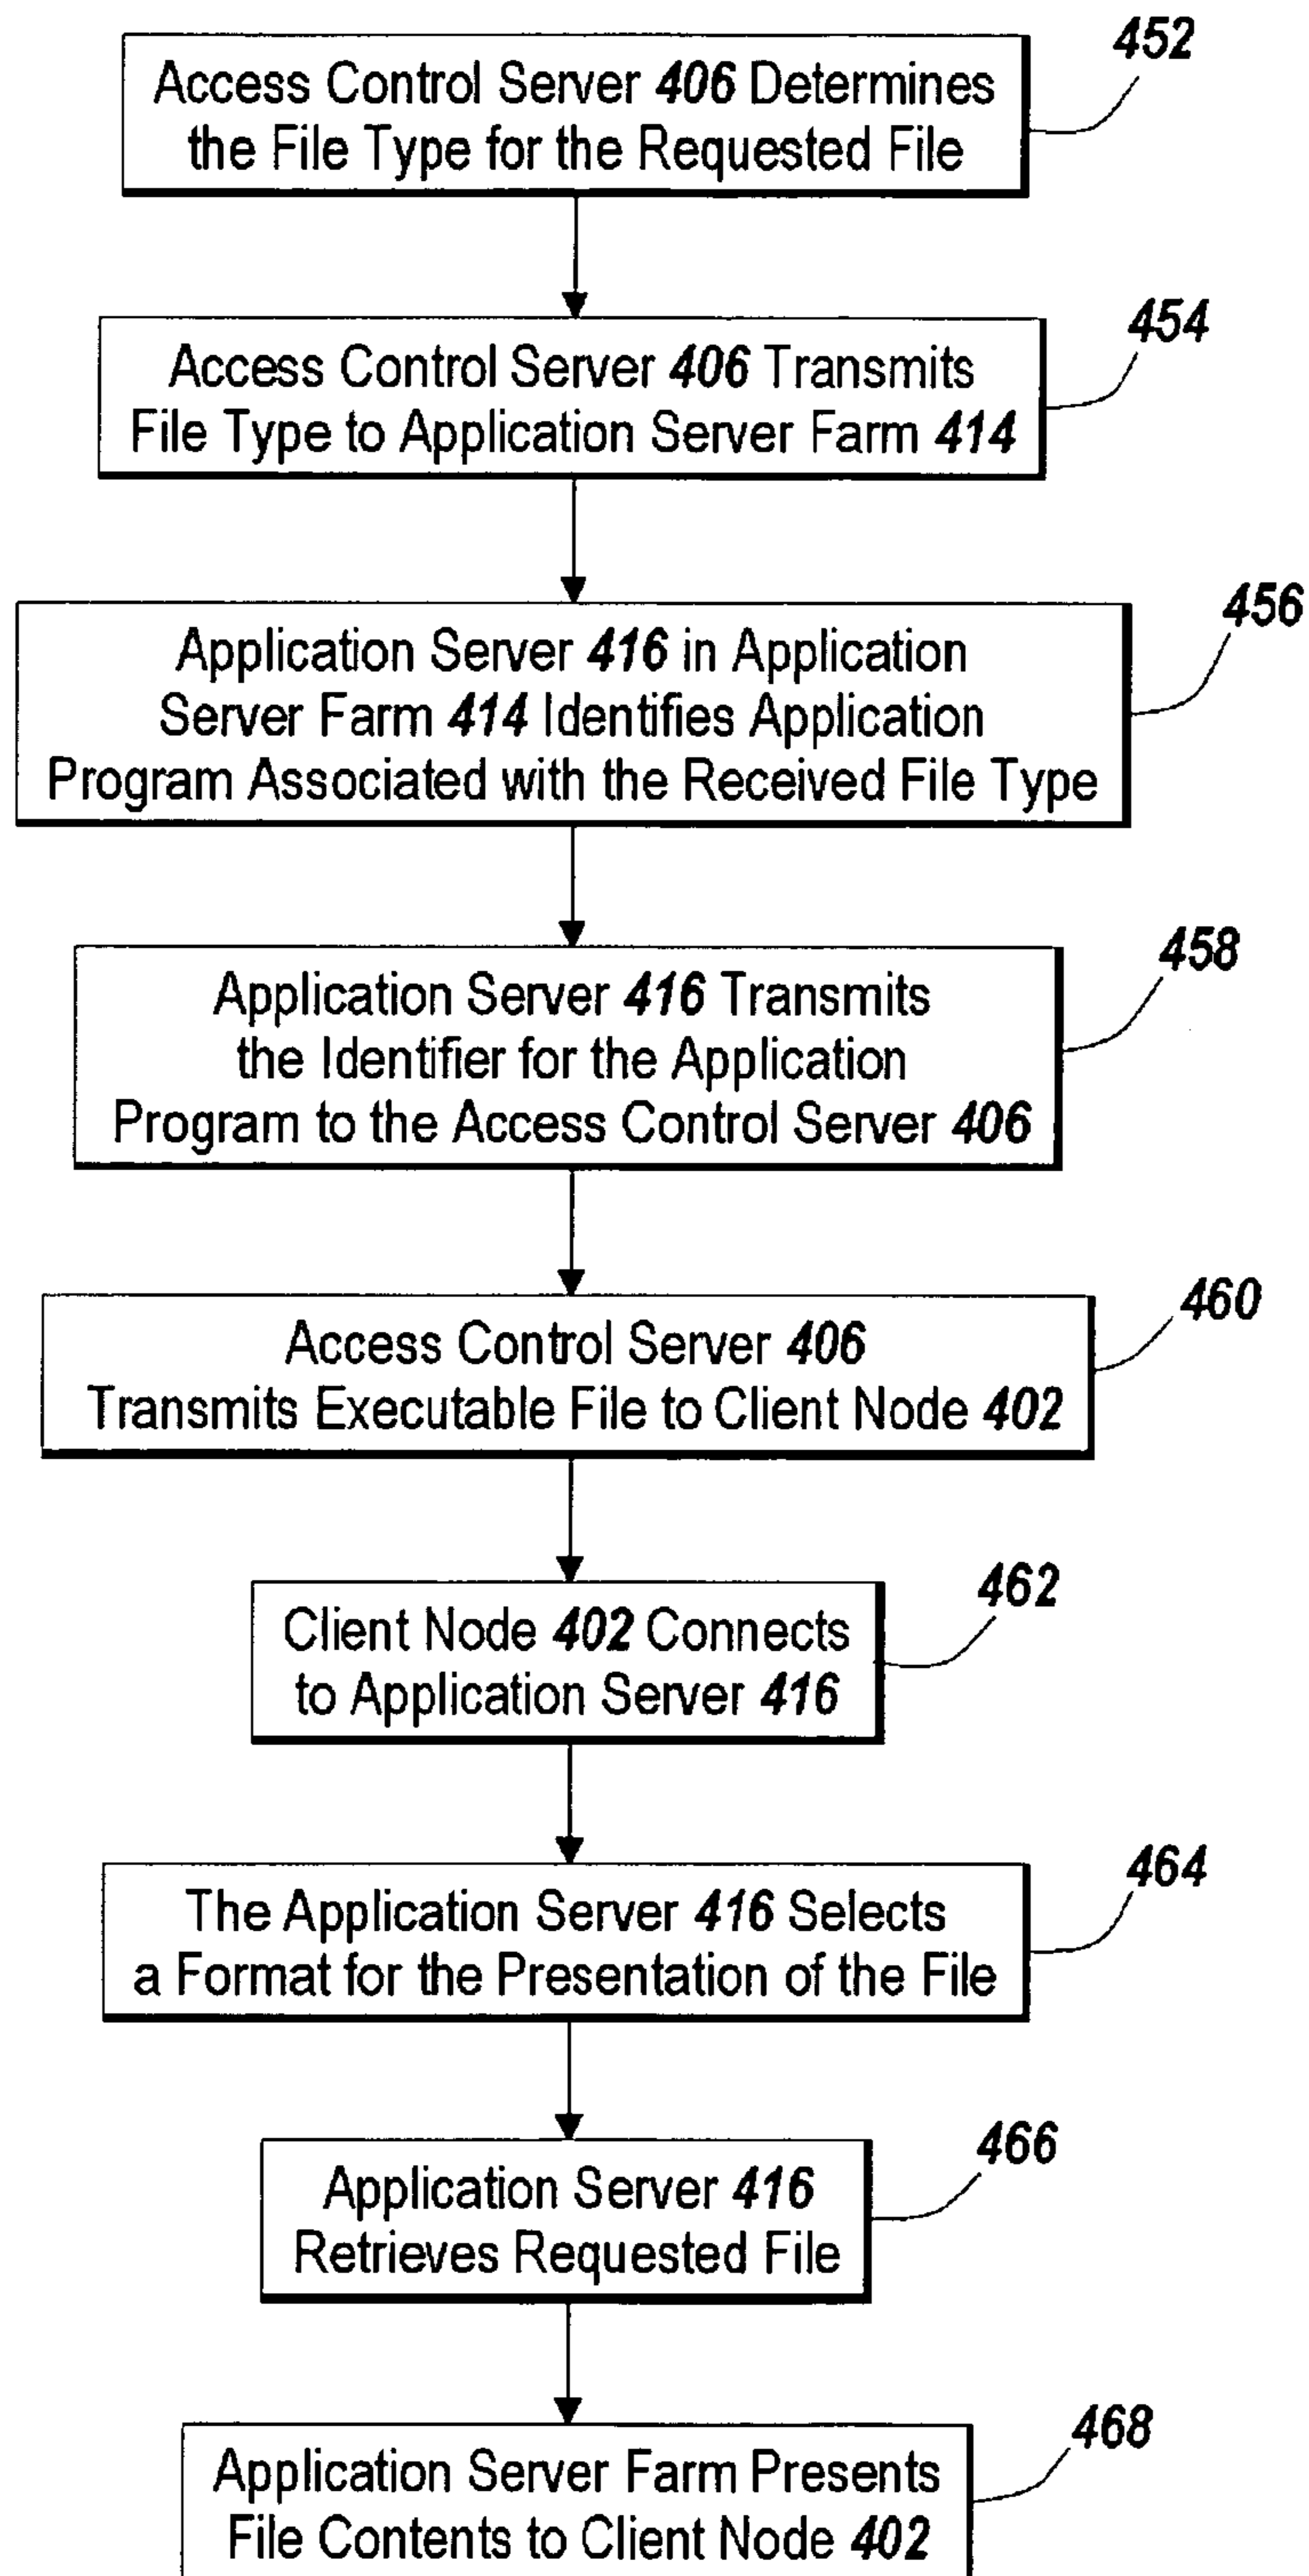 452
Access Control Server 406 Determines
the File Type for the Requested File
454
Access Control Server 406 Transmits
File Type to Application Server Farm 414
456
Application Server 416 in Application
Server Farm 414 Identifies Application
Program Associated with the Received File Type
458
Application Server 416 Transmits
the Identifier for the Application
Program to the Access Control Server 406
460
Access Control Server 406
Transmits Executable File to Client Node 402
462
Client Node 402 Connects
to Application Server 416
464
The Application Server 416 Selects
a Format for the Presentation of the File
466
Application Server 416
Retrieves Requested File
468
Application Server Farm Presents
File Contents to Client Node 402